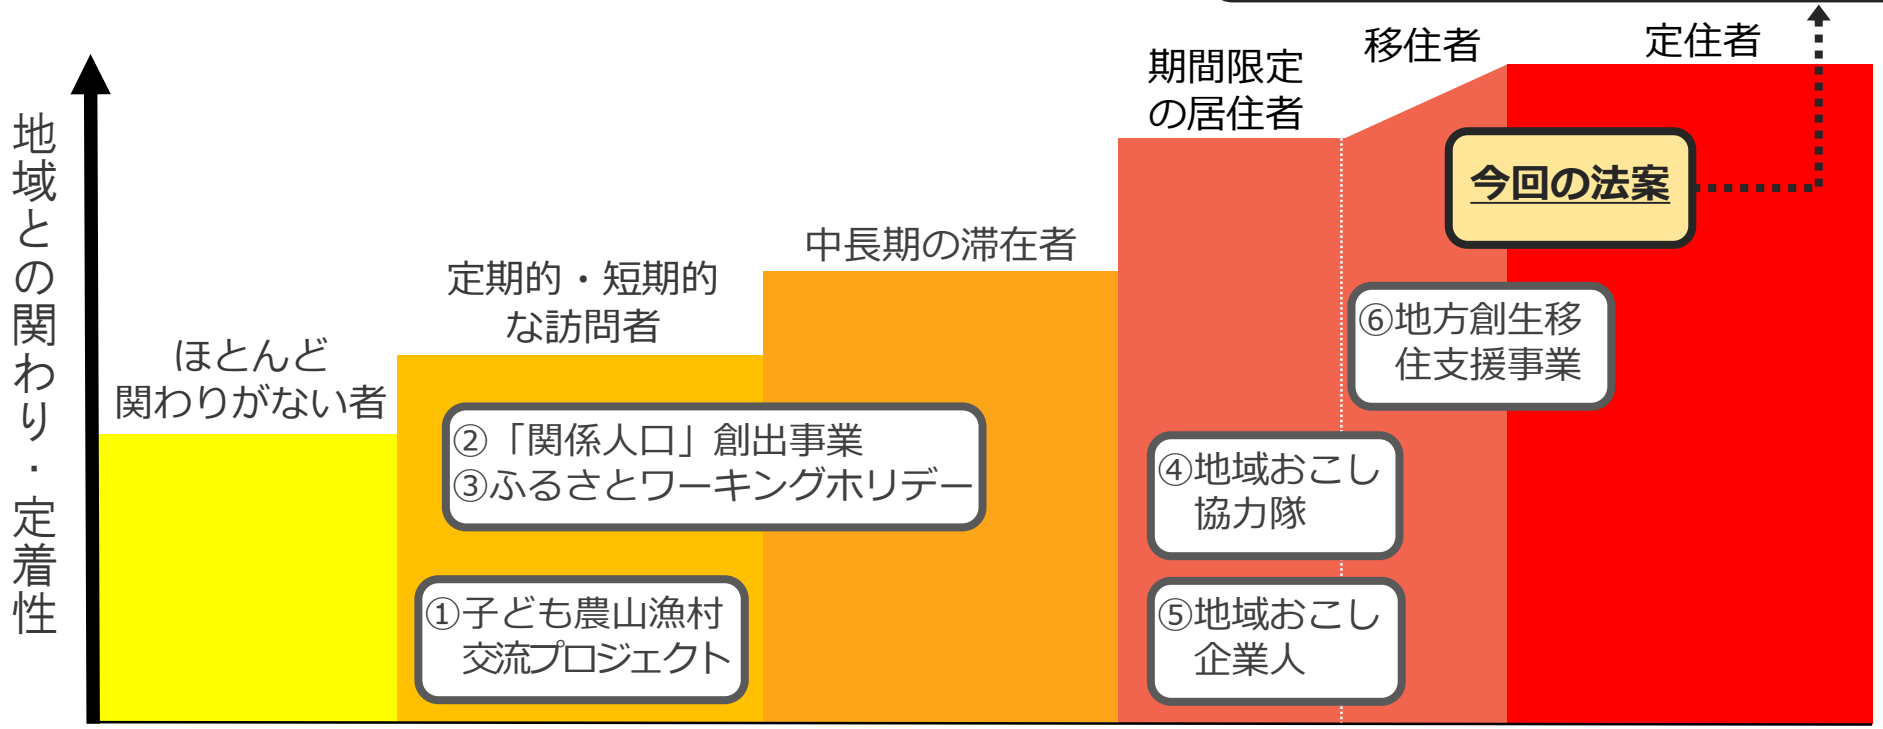 地域との関わり・定着性
ほとんど
関わりがない者
定期的・短期的
な訪問者
中長期の滞在者
期間限定
の居住者
移住者
定住者
今回の法案
⑥地方創生移
住支援事業
②「関係人口」創出事業
③ふるさとワーキングホリデー
④地域おこし
協力隊
①子ども農山漁村
交流プロジェクト
⑤地域おこし
企業人